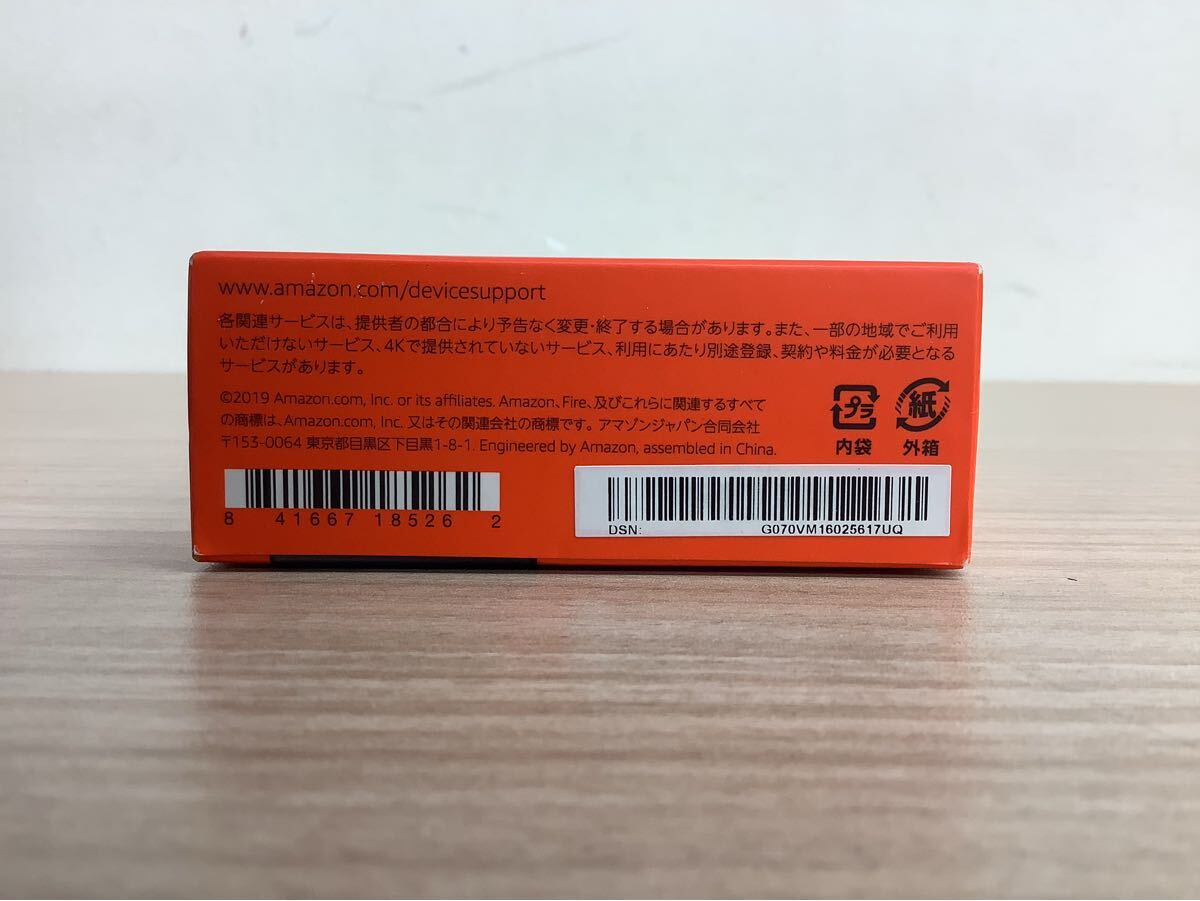 www.amazon.com/devicesupport
各関連サービスは、提供者の都合により予告なく変更・終了する場合があります。また、一部の地域でご利用
いただけないサービス、4Kで提供されていないサービス、利用にあたり別途登録、契約や料金が必要となる
サービスがあります。
©2019 Amazon.com, Inc. or its affiliates. Amazon、Fire、及びこれらに関連するすべて
の商標は、Amazon.com, Inc. 又はその関連会社の商標です。アマゾンジャパン合同会社
〒153-0064 東京都目黒区下目黒1-8-1. Engineered by Amazon, assembled in China.
プラ 紙
内袋 外箱
8 41667 18526 2
DSN: G070VM16025617UQ